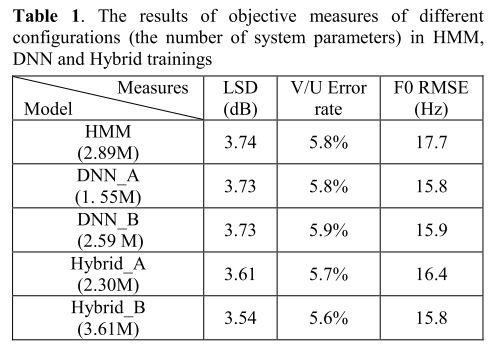 Table 1. The results of objective measures of different
configurations (the number of system parameters) in HMM,
DNN and Hybrid trainings
Measures LSD V/U Error F0 RMSE
Model (dB) rate (Hz)
HMM
(2.89M) 3.74 5.8% 17.7
DNN_A
(1. 55M) 3.73 5.8% 15.8
DNN_B
(2.59 M) 3.73 5.9% 15.9
Hybrid_A
(2.30M) 3.61 5.7% 16.4
Hybrid_B
(3.61M) 3.54 5.6% 15.8